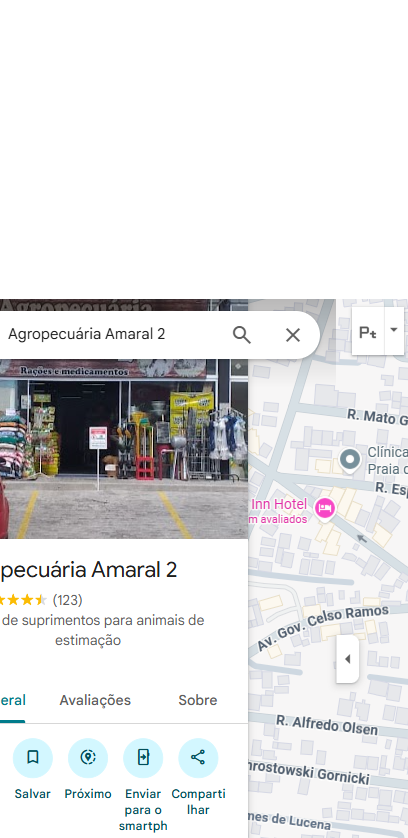 Agropecuária
Agropecuária Amaral 2
Rações e medicamentos
pecuária Amaral 2
(123)
de suprimentos para animais de
estimação
eral
Avaliações
Sobre
Salvar
Próximo
Enviar
para o
smartph
Comparti
lhar
R. Mato G
Clínica
Praia d
R. Esp
Inn Hotel
m avaliados
Av. Gov. Celso Ramos
R. Alfredo Olsen
hrostowski Gornicki
mes de Lucena